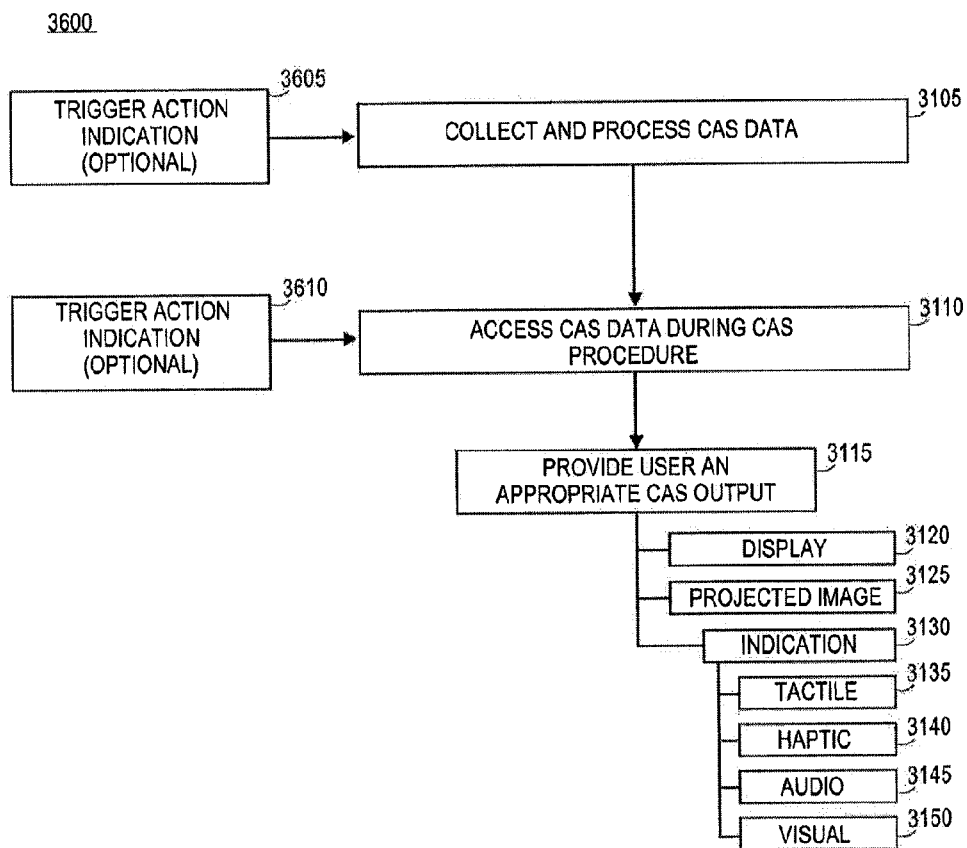 3600
3605
TRIGGER ACTION
INDICATION
(OPTIONAL)
3105
COLLECT AND PROCESS CAS DATA
3610
TRIGGER ACTION
INDICATION
(OPTIONAL)
3110
ACCESS CAS DATA DURING CAS
PROCEDURE
3115
PROVIDE USER AN
APPROPRIATE CAS OUTPUT
3120
DISPLAY
3125
PROJECTED IMAGE
3130
INDICATION
3135
TACTILE
3140
HAPTIC
3145
AUDIO
3150
VISUAL